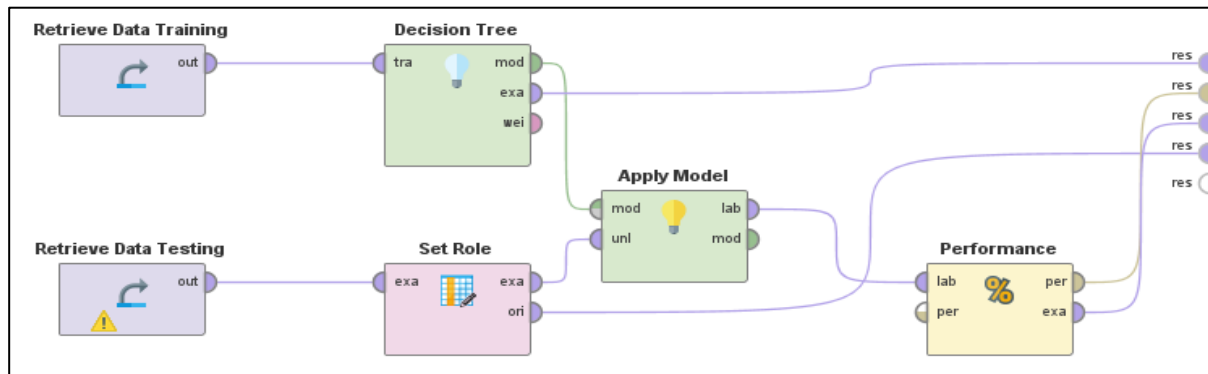 Retrieve Data Training
out
Decision Tree
tra
mod
exa
wei
res
res
res
res
res
Apply Model
mod
lab
unl
mod
Retrieve Data Testing
out
Set Role
exa
exa
ori
Performance
lab
per
per
exa
%